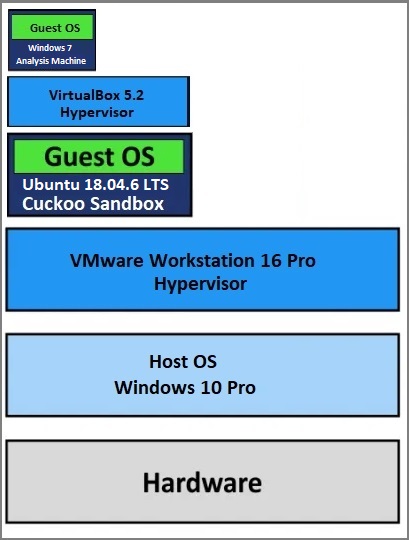 Guest OS
Windows 7
Analysis Machine
VirtualBox 5.2
Hypervisor
Guest OS
Ubuntu 18.04.6 LTS
Cuckoo Sandbox
VMware Workstation 16 Pro
Hypervisor
Host OS
Windows 10 Pro
Hardware